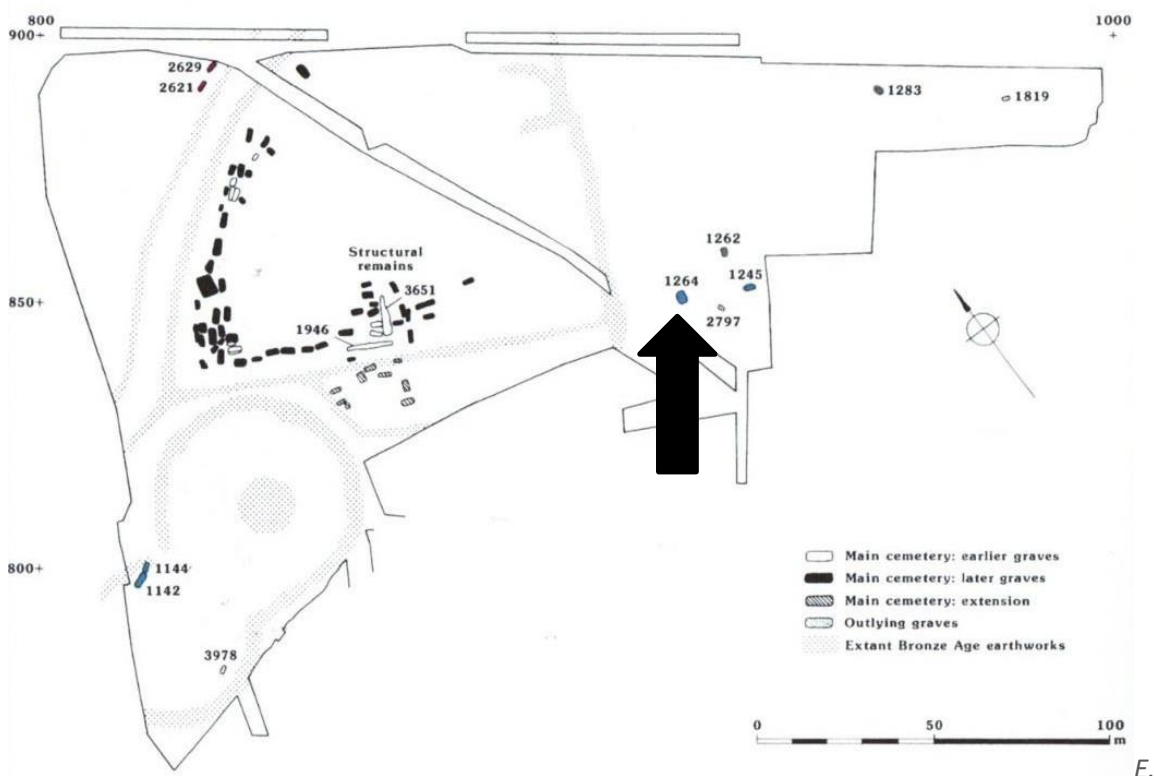 800
900+
1000
+
2629
2621
1283
1819
1262
Structural
remains
1264
1245
850+
3651
2797
1946
800+
1144
1142
3978
Main cemetery: earlier graves
Main cemetery: later graves
Main cemetery: extension
Outlying graves
Extant Bronze Age earthworks
0
50
100
m
E.